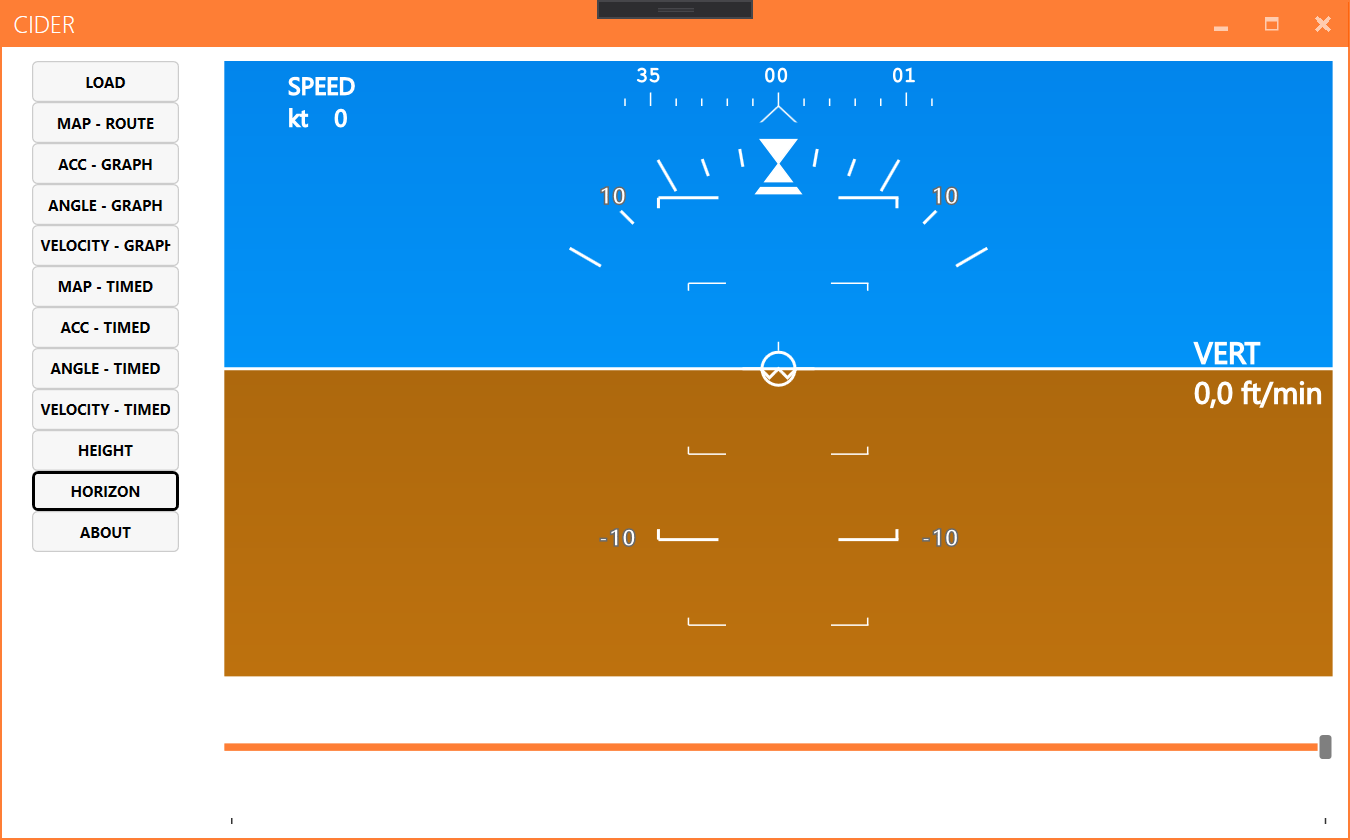 CIDER
LOAD
MAP - ROUTE
ACC - GRAPH
ANGLE - GRAPH
VELOCITY - GRAPH
MAP - TIMED
ACC - TIMED
ANGLE - TIMED
VELOCITY - TIMED
HEIGHT
HORIZON
ABOUT
35 00 01
SPEED
kt 0
10 10
VERT
0,0 ft/min
-10 -10